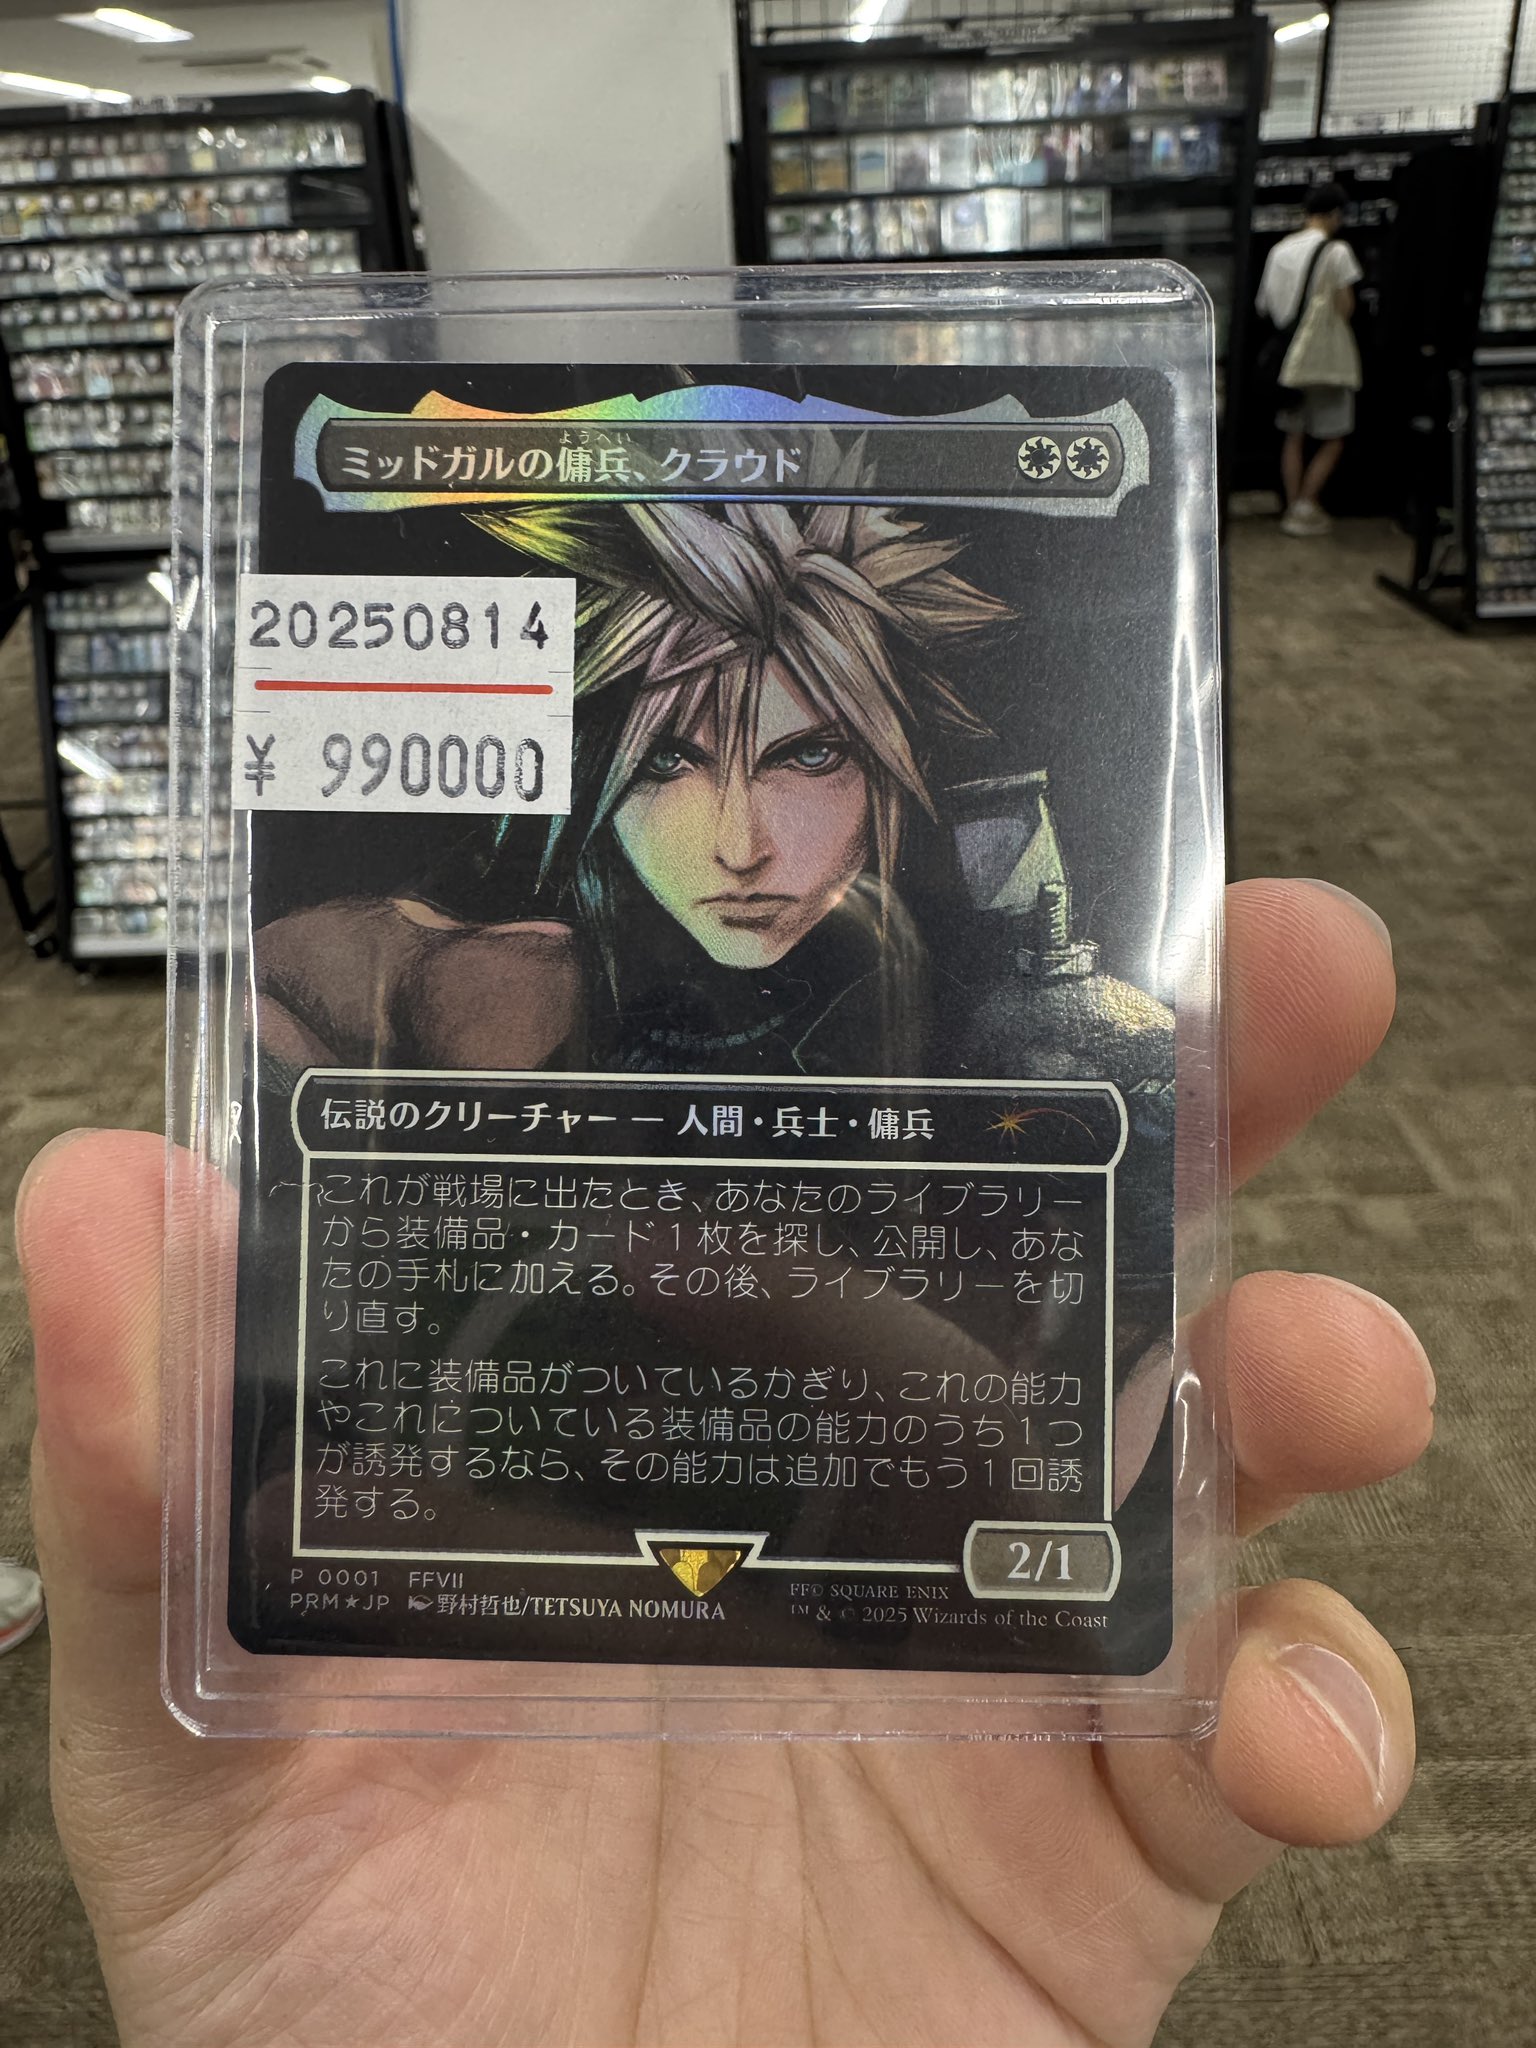 ようへい
ミッドガルの傭兵、クラウド
20250814
¥ 990000
伝説のクリーチャー — 人間・兵士・傭兵
これが戦場に出たとき、あなたのライブラリー
から装備品・カード１枚を探し、公開し、あな
たの手札に加える。その後、ライブラリーを切
り直す。
これに装備品がついているかぎり、これの能力
やこれについている装備品の能力のうち１つ
が誘発するなら、その能力は追加でもう１回誘
発する。
2/1
P 0001 FFVII
PRM★JP 野村哲也/TETSUYA NOMURA
FF© SQUARE ENIX
™ & © 2025 Wizards of the Coast